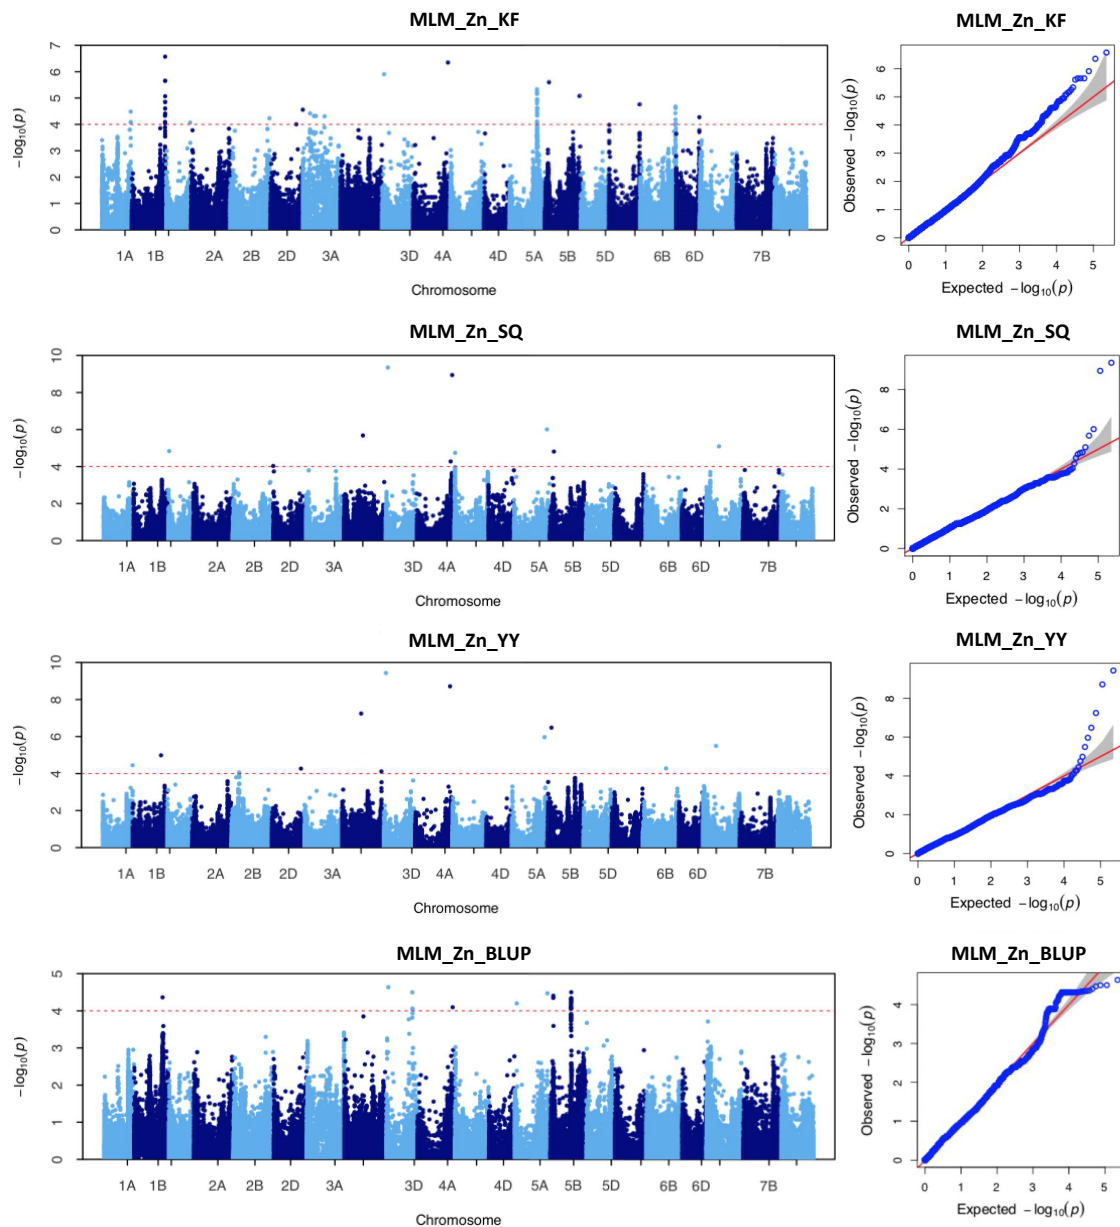 MLM_Zn_KF
MLM_Zn_KF
7
6
5
4
3
2
1
0
−log10(p)
1A 1B 2A 2B 2D 3A 3D 4A 4D 5A 5B 5D 6B 6D 7B
Chromosome
6
5
4
3
2
1
0
Observed −log10(p)
0 1 2 3 4 5
Expected −log10(p)
MLM_Zn_SQ
MLM_Zn_SQ
10
8
6
4
2
0
−log10(p)
1A 1B 2A 2B 2D 3A 3D 4A 4D 5A 5B 5D 6B 6D 7B
Chromosome
8
6
4
2
0
Observed −log10(p)
0 1 2 3 4 5
Expected −log10(p)
MLM_Zn_YY
MLM_Zn_YY
10
8
6
4
2
0
−log10(p)
1A 1B 2A 2B 2D 3A 3D 4A 4D 5A 5B 5D 6B 6D 7B
Chromosome
8
6
4
2
0
Observed −log10(p)
0 1 2 3 4 5
Expected −log10(p)
MLM_Zn_BLUP
MLM_Zn_BLUP
5
4
3
2
1
0
−log10(p)
1A 1B 2A 2B 2D 3A 3D 4A 4D 5A 5B 5D 6B 6D 7B
Chromosome
4
3
2
1
0
Observed −log10(p)
0 1 2 3 4 5
Expected −log10(p)